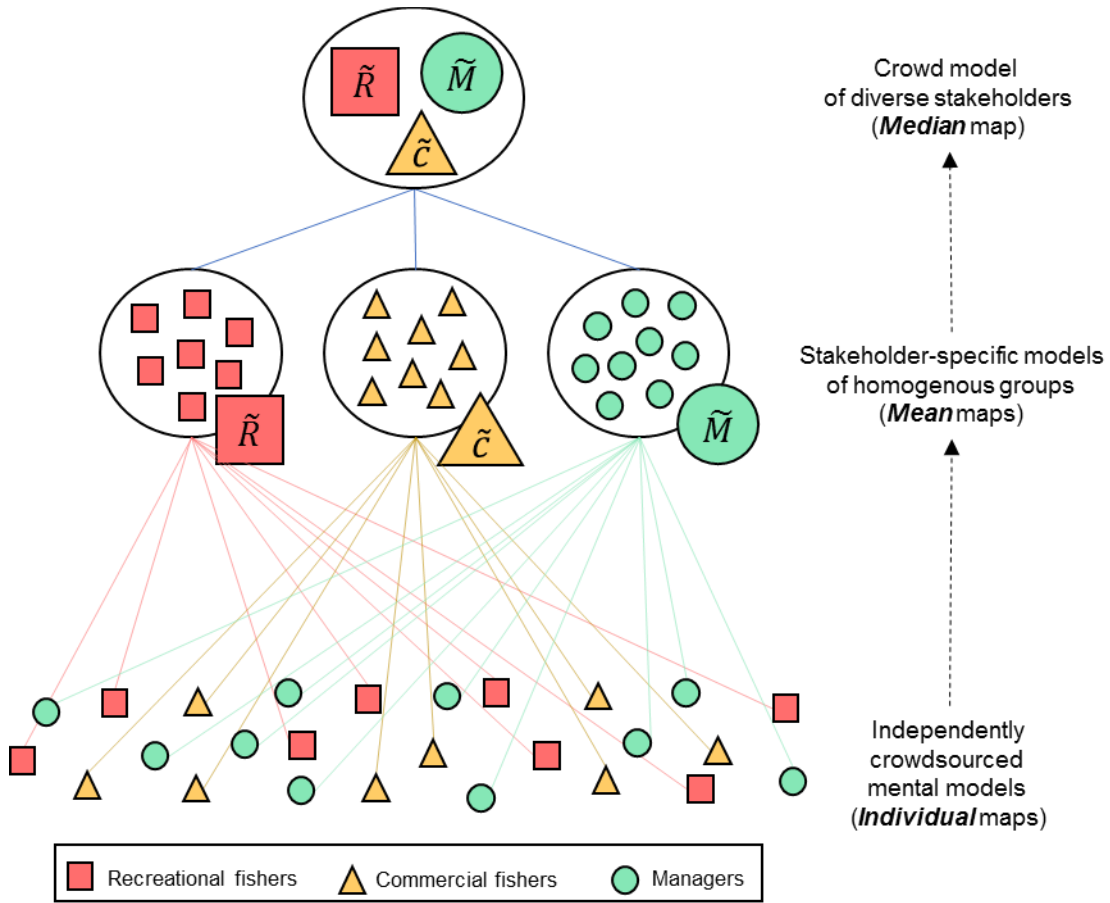 R̃
M̃
c̃
Crowd model
of diverse stakeholders
(Median map)
R̃
c̃
M̃
Stakeholder-specific models
of homogenous groups
(Mean maps)
Independently
crowdsourced
mental models
(Individual maps)
Recreational fishers
Commercial fishers
Managers